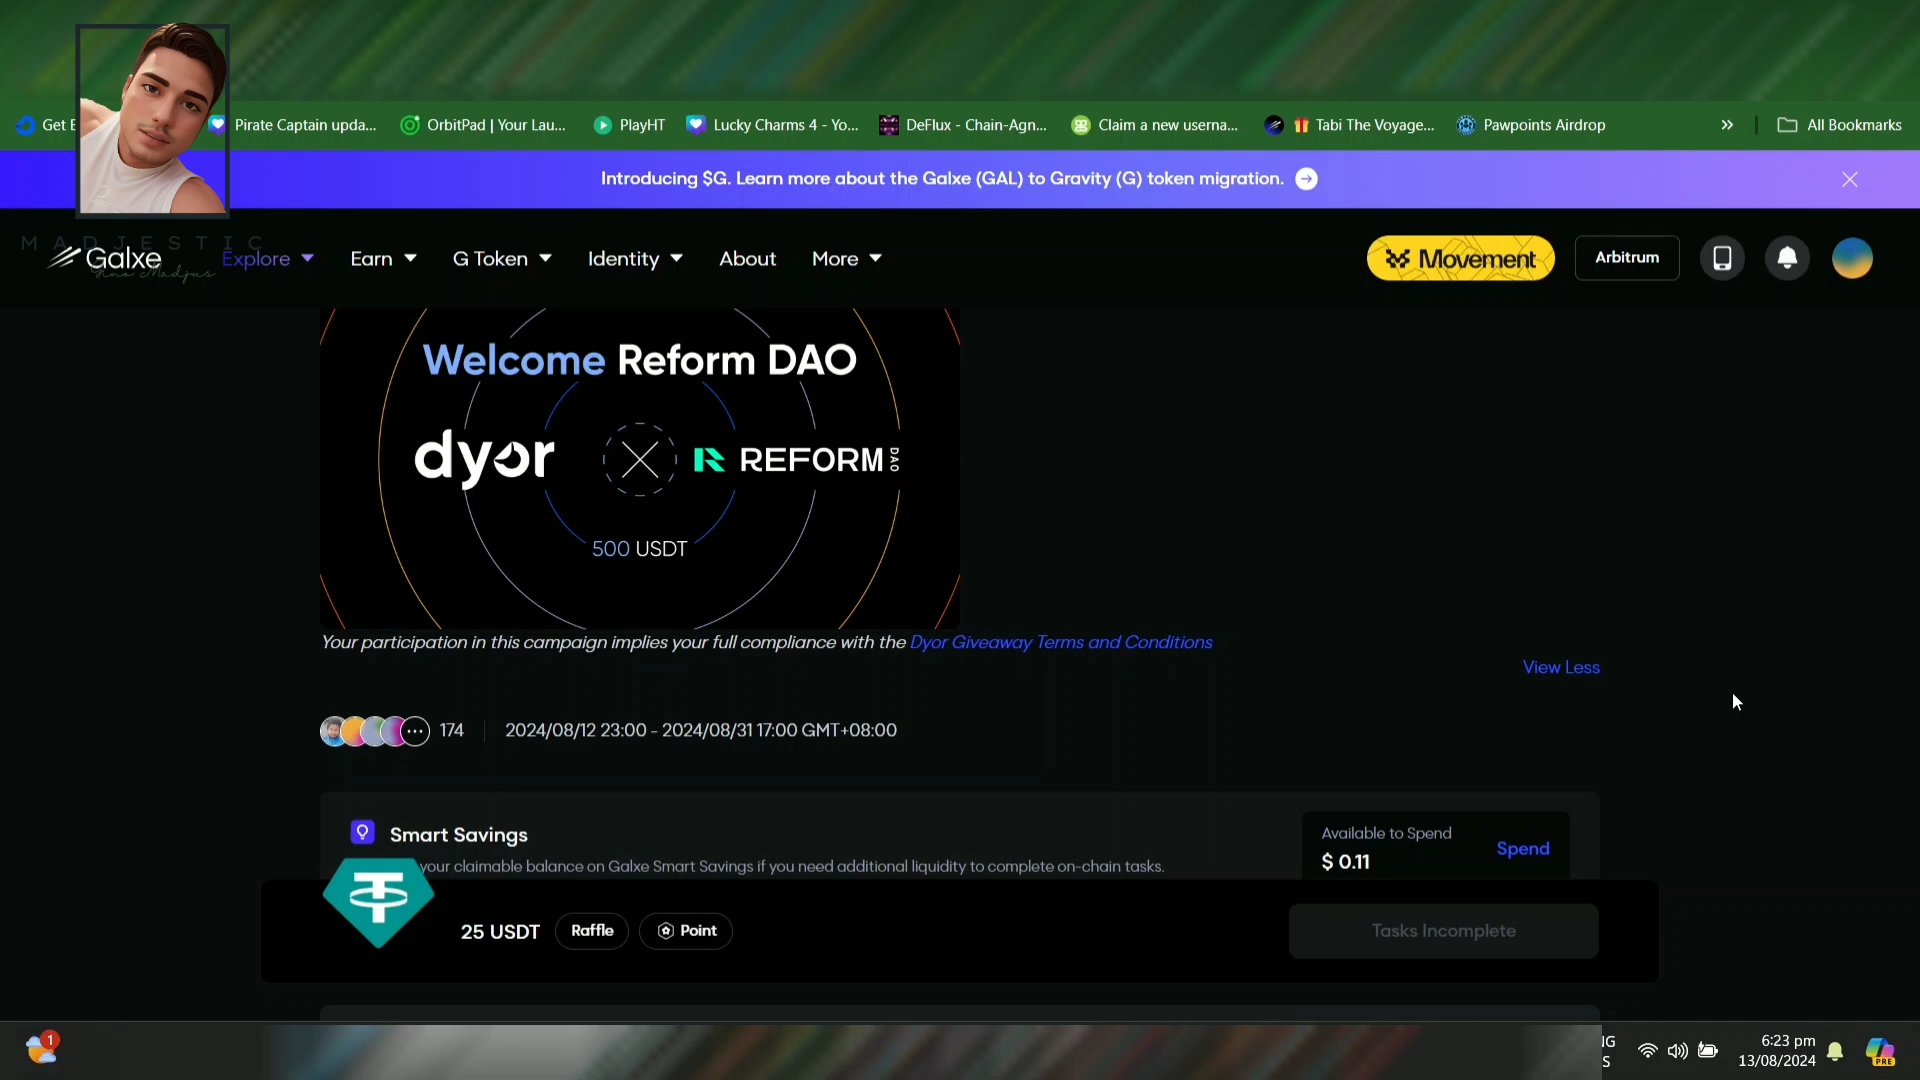 Get E
Pirate Captain upda...
OrbitPad | Your Lau...
PlayHT
Lucky Charms 4 - Yo...
DeFlux - Chain-Agn...
Claim a new userna...
Tabi The Voyage...
Pawpoints Airdrop
All Bookmarks
Introducing $G. Learn more about the Galxe (GAL) to Gravity (G) token migration.
MADJESTIC
Galxe
Explore
Earn
G Token
Identity
About
More
Movement
Arbitrum
Welcome Reform DAO
dyor
REFORM DAO
500 USDT
Your participation in this campaign implies your full compliance with the Dyor Giveaway Terms and Conditions
View Less
174
2024/08/12 23:00 - 2024/08/31 17:00 GMT+08:00
Smart Savings
your claimable balance on Galxe Smart Savings if you need additional liquidity to complete on-chain tasks.
Available to Spend
$ 0.11
Spend
25 USDT
Raffle
Point
Tasks Incomplete
1
NG
S
6:23 pm
13/08/2024
PRE